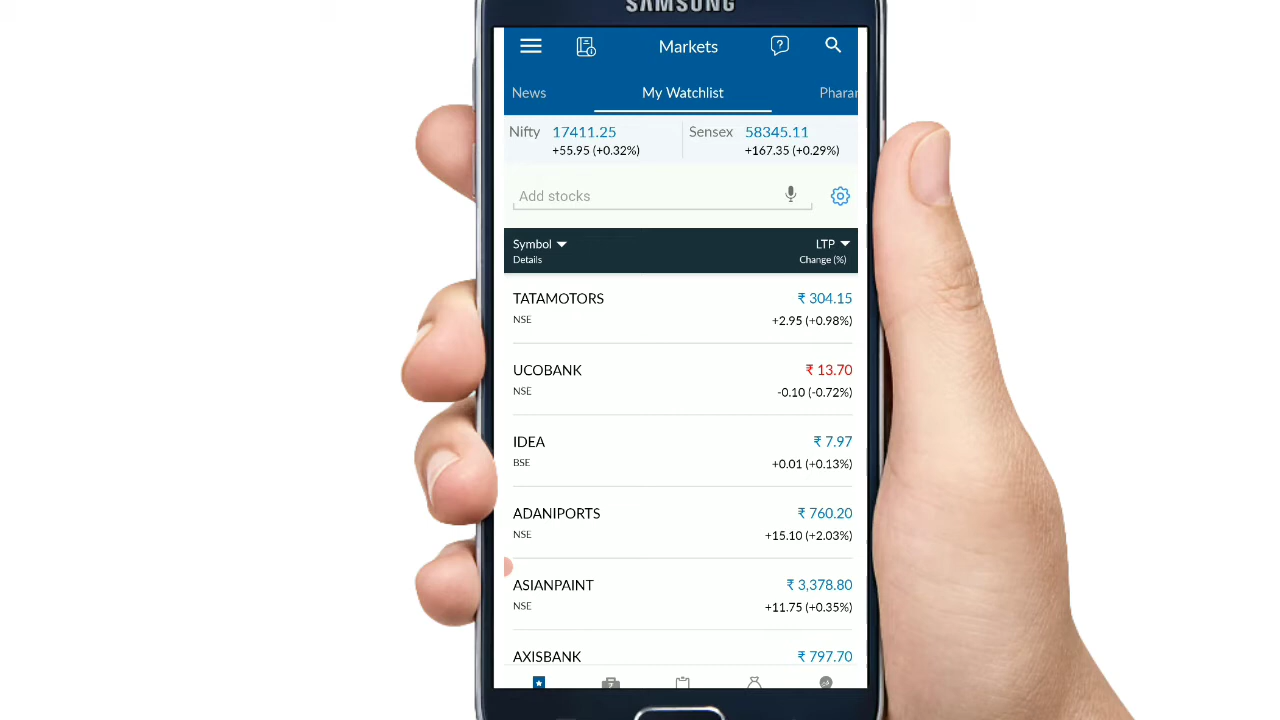 SAMSUNG
Markets
News My Watchlist Pharar
Nifty 17411.25 Sensex 58345.11
+55.95 (+0.32%) +167.35 (+0.29%)
Add stocks
Symbol LTP
Details Change (%)
TATAMOTORS ₹ 304.15
NSE +2.95 (+0.98%)
UCOBANK ₹ 13.70
NSE -0.10 (-0.72%)
IDEA ₹ 7.97
BSE +0.01 (+0.13%)
ADANIPORTS ₹ 760.20
NSE +15.10 (+2.03%)
ASIANPAINT ₹ 3,378.80
NSE +11.75 (+0.35%)
AXISBANK ₹ 797.70